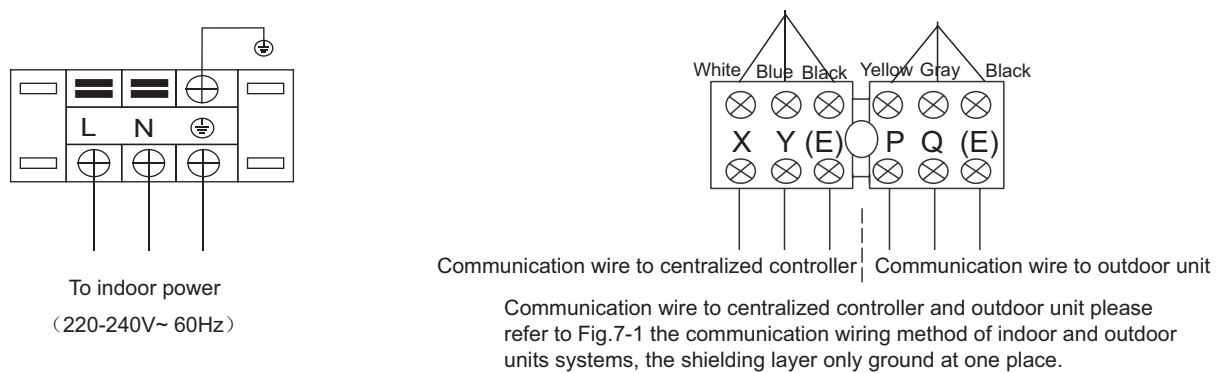 L N
To indoor power
（220-240V~ 60Hz）
White Blue Black Yellow Gray Black
X Y (E) P Q (E)
Communication wire to centralized controller Communication wire to outdoor unit
Communication wire to centralized controller and outdoor unit please
refer to Fig.7-1 the communication wiring method of indoor and outdoor
units systems, the shielding layer only ground at one place.